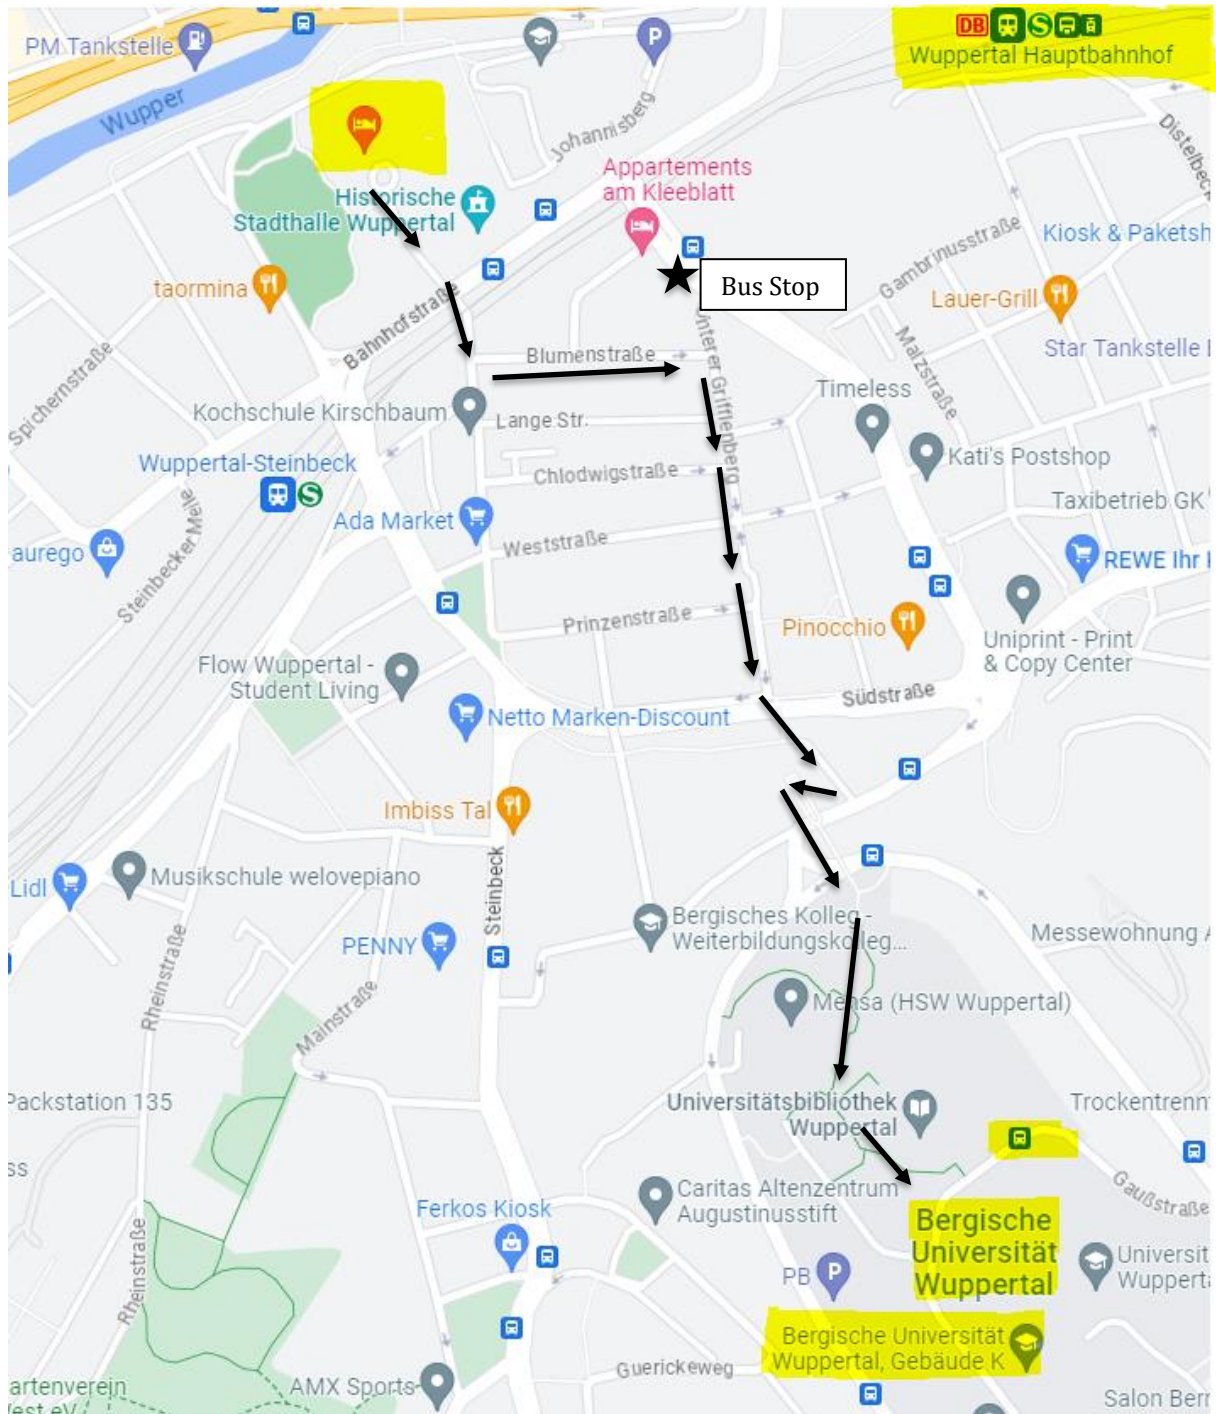 DB
S
PM Tankstelle
P
Wuppertal Hauptbahnhof
Wupper
Johannisberg
Appartements
am Kleeblatt
Historische
Stadthalle Wuppertal
Gambrinusstraße
Kiosk & Paketsh
taormina
Bus Stop
Lauer-Grill
Bahnhofstraße
Unterer Grifflenberg
Malzstraße
Spichernstraße
Blumenstraße
Star Tankstelle
Timeless
Kochschule Kirschbaum
Lange Str.
Wuppertal-Steinbeck
S
Chlodwigstraße
Kati's Postshop
Ada Market
Taxibetrieb GK
aurego
Steinbecker Meile
Weststraße
REWE Ihr
Prinzenstraße
Pinocchio
Uniprint - Print
& Copy Center
Flow Wuppertal -
Student Living
Südstraße
Netto Marken-Discount
Imbiss Tal
Lidl
Musikschule welovepiano
Steinbeck
PENNY
Bergisches Kolleg -
Weiterbildungskolleg...
Messewohnung
Rheinstraße
Mainstraße
Mensa (HSW Wuppertal)
Packstation 135
Universitätsbibliothek
Wuppertal
Trockentrenn
ss
Caritas Altenzentrum
Augustinusstift
Gaußstraße
Ferkos Kiosk
Bergische
Universität
Wuppertal
Rheinstraße
PB
P
Universit
Wupperta
Bergische Universität
Wuppertal, Gebäude K
Guerickeweg
artenverein
AMX Sports
Salon Ber